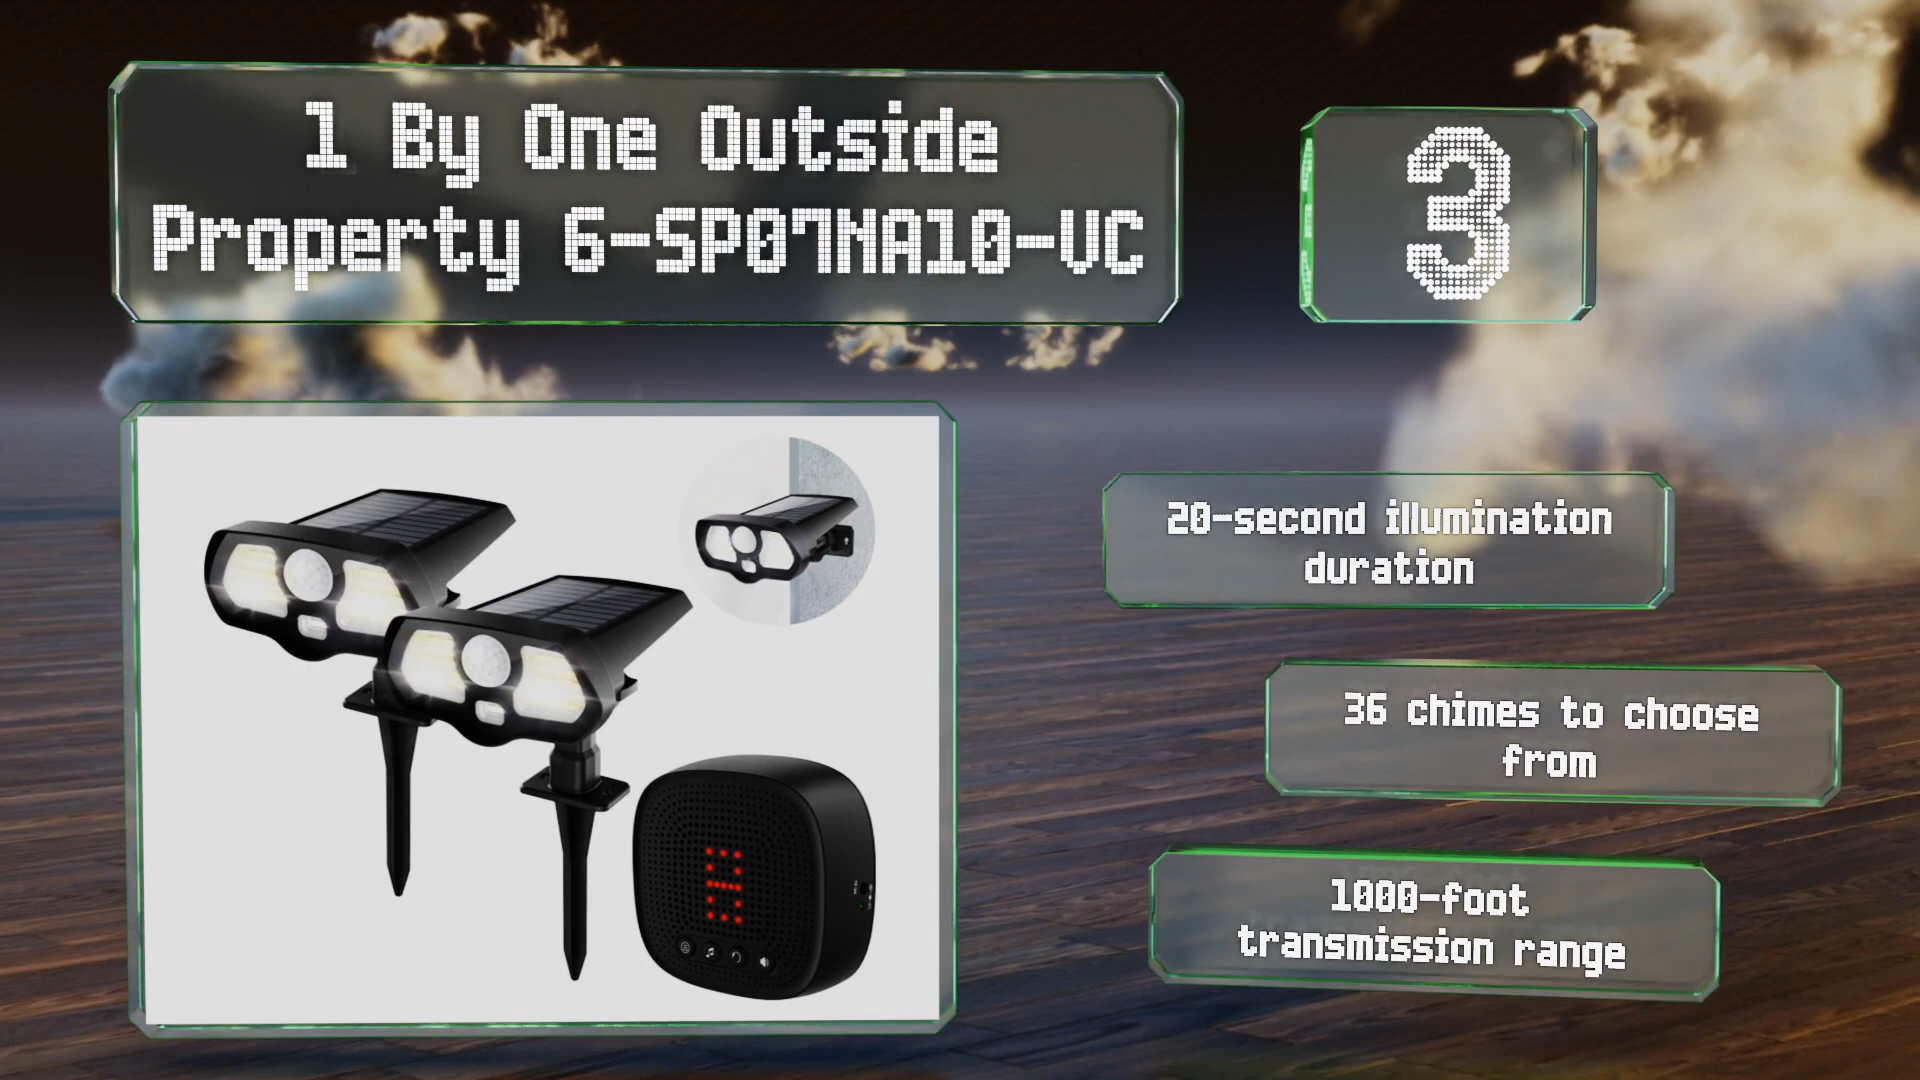 1 By One Outside
Property 6-SP07NA10-VC
3
20-second illumination
duration
36 chimes to choose
from
1000-foot
transmission range